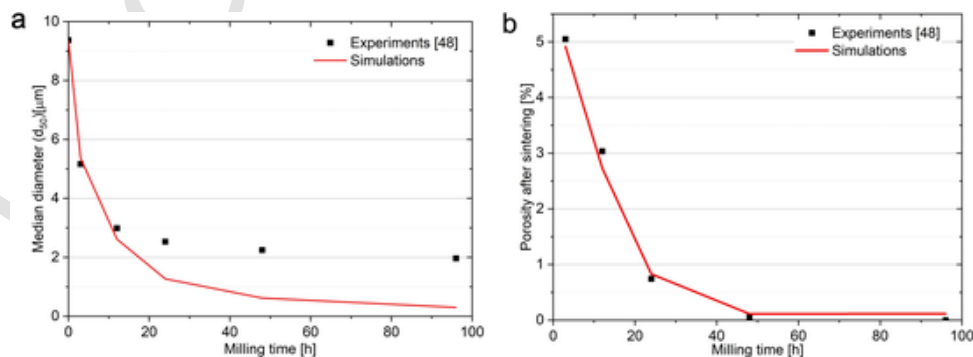 a
10
8
6
4
2
0
Median diameter (d50)[μm]
Experiments [48]
Simulations
0 20 40 60 80 100
Milling time [h]
b
5
4
3
2
1
0
Porosity after sintering [%]
Experiments [48]
Simulations
0 20 40 60 80 100
Milling time [h]